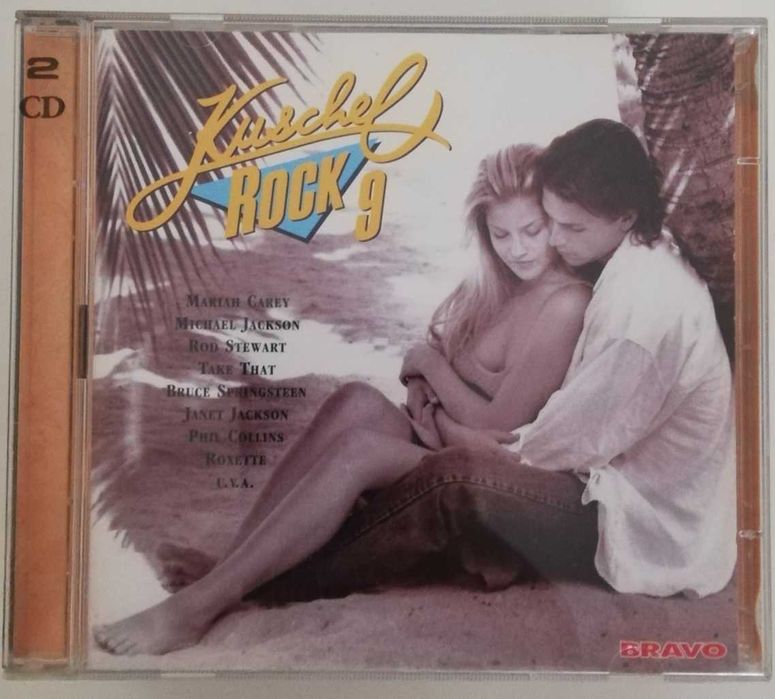 2
CD
Kuschel
ROCK 9
MARIAH CAREY
MICHAEL JACKSON
ROD STEWART
TAKE THAT
BRUCE SPRINGSTEEN
JANET JACKSON
PHIL COLLINS
ROXETTE
U.V.A.
BRAVO